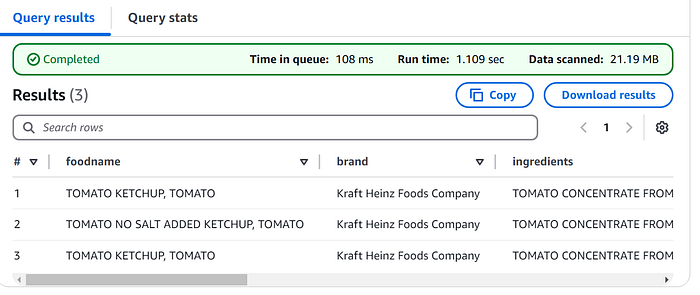 Query results Query stats
Completed Time in queue: 108 ms Run time: 1.109 sec Data scanned: 21.19 MB
Results (3) Copy Download results
Search rows 1
# foodname brand ingredients
1 TOMATO KETCHUP, TOMATO Kraft Heinz Foods Company TOMATO CONCENTRATE FROM
2 TOMATO NO SALT ADDED KETCHUP, TOMATO Kraft Heinz Foods Company TOMATO CONCENTRATE FROM
3 TOMATO KETCHUP, TOMATO Kraft Heinz Foods Company TOMATO CONCENTRATE FROM